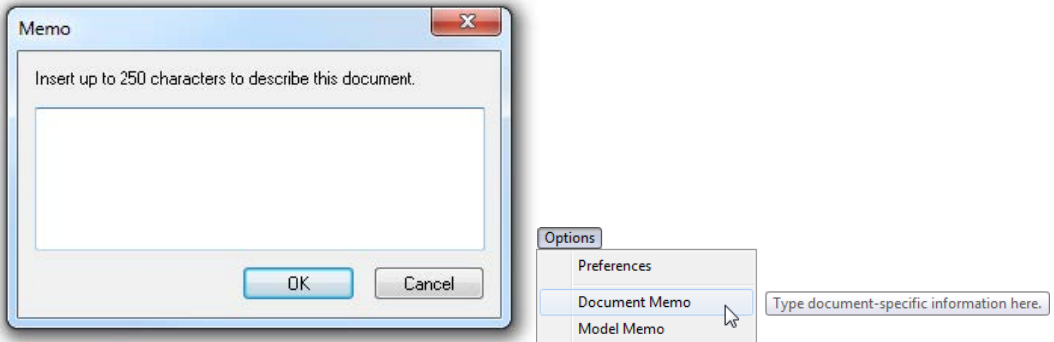 Memo
Insert up to 250 characters to describe this document.
OK
Cancel
Options
Preferences
Document Memo
Type document-specific information here.
Model Memo